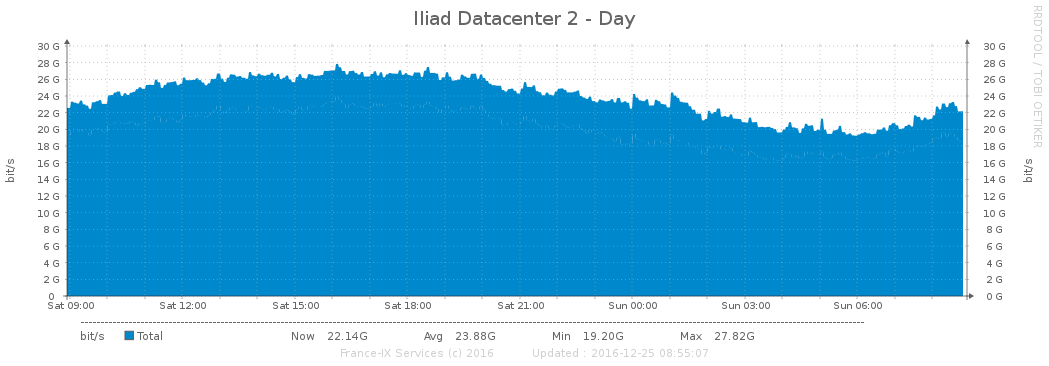 Iliad Datacenter 2 - Day
RRDTOOL / TOBI OETIKER
bit/s
30 G 30 G
28 G 28 G
26 G 26 G
24 G 24 G
22 G 22 G
20 G 20 G
18 G 18 G
16 G 16 G
14 G 14 G
12 G 12 G
10 G 10 G
8 G 8 G
6 G 6 G
4 G 4 G
2 G 2 G
0 0 G
bit/s
Sat 09:00 Sat 12:00 Sat 15:00 Sat 18:00 Sat 21:00 Sun 00:00 Sun 03:00 Sun 06:00
bit/s Total Now 22.14G Avg 23.88G Min 19.20G Max 27.82G
France-IX Services (c) 2016 Updated : 2016-12-25 08:55:07